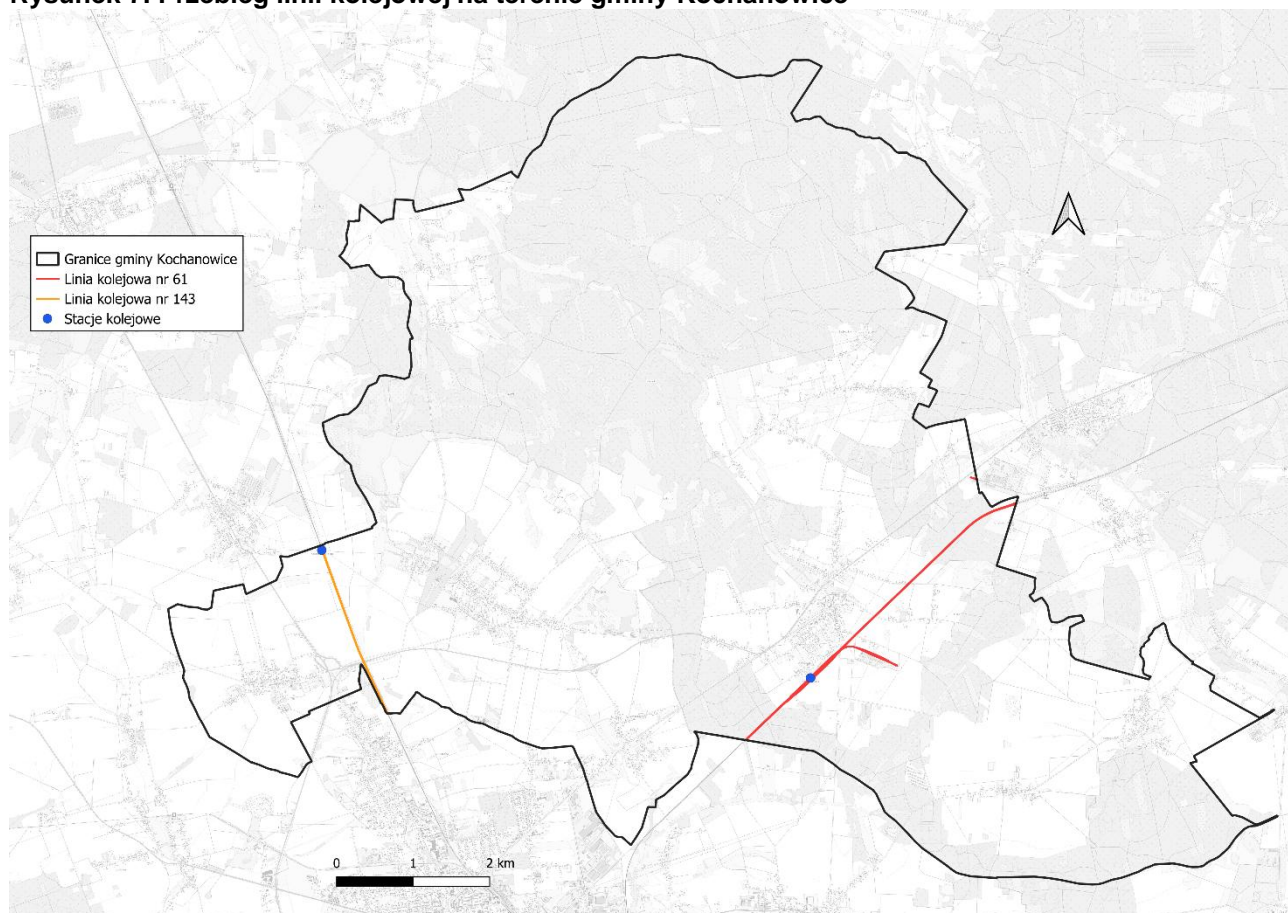 Granice gminy Kochanowice
Linia kolejowa nr 61
Linia kolejowa nr 143
Stacje kolejowe
0 1 2 km